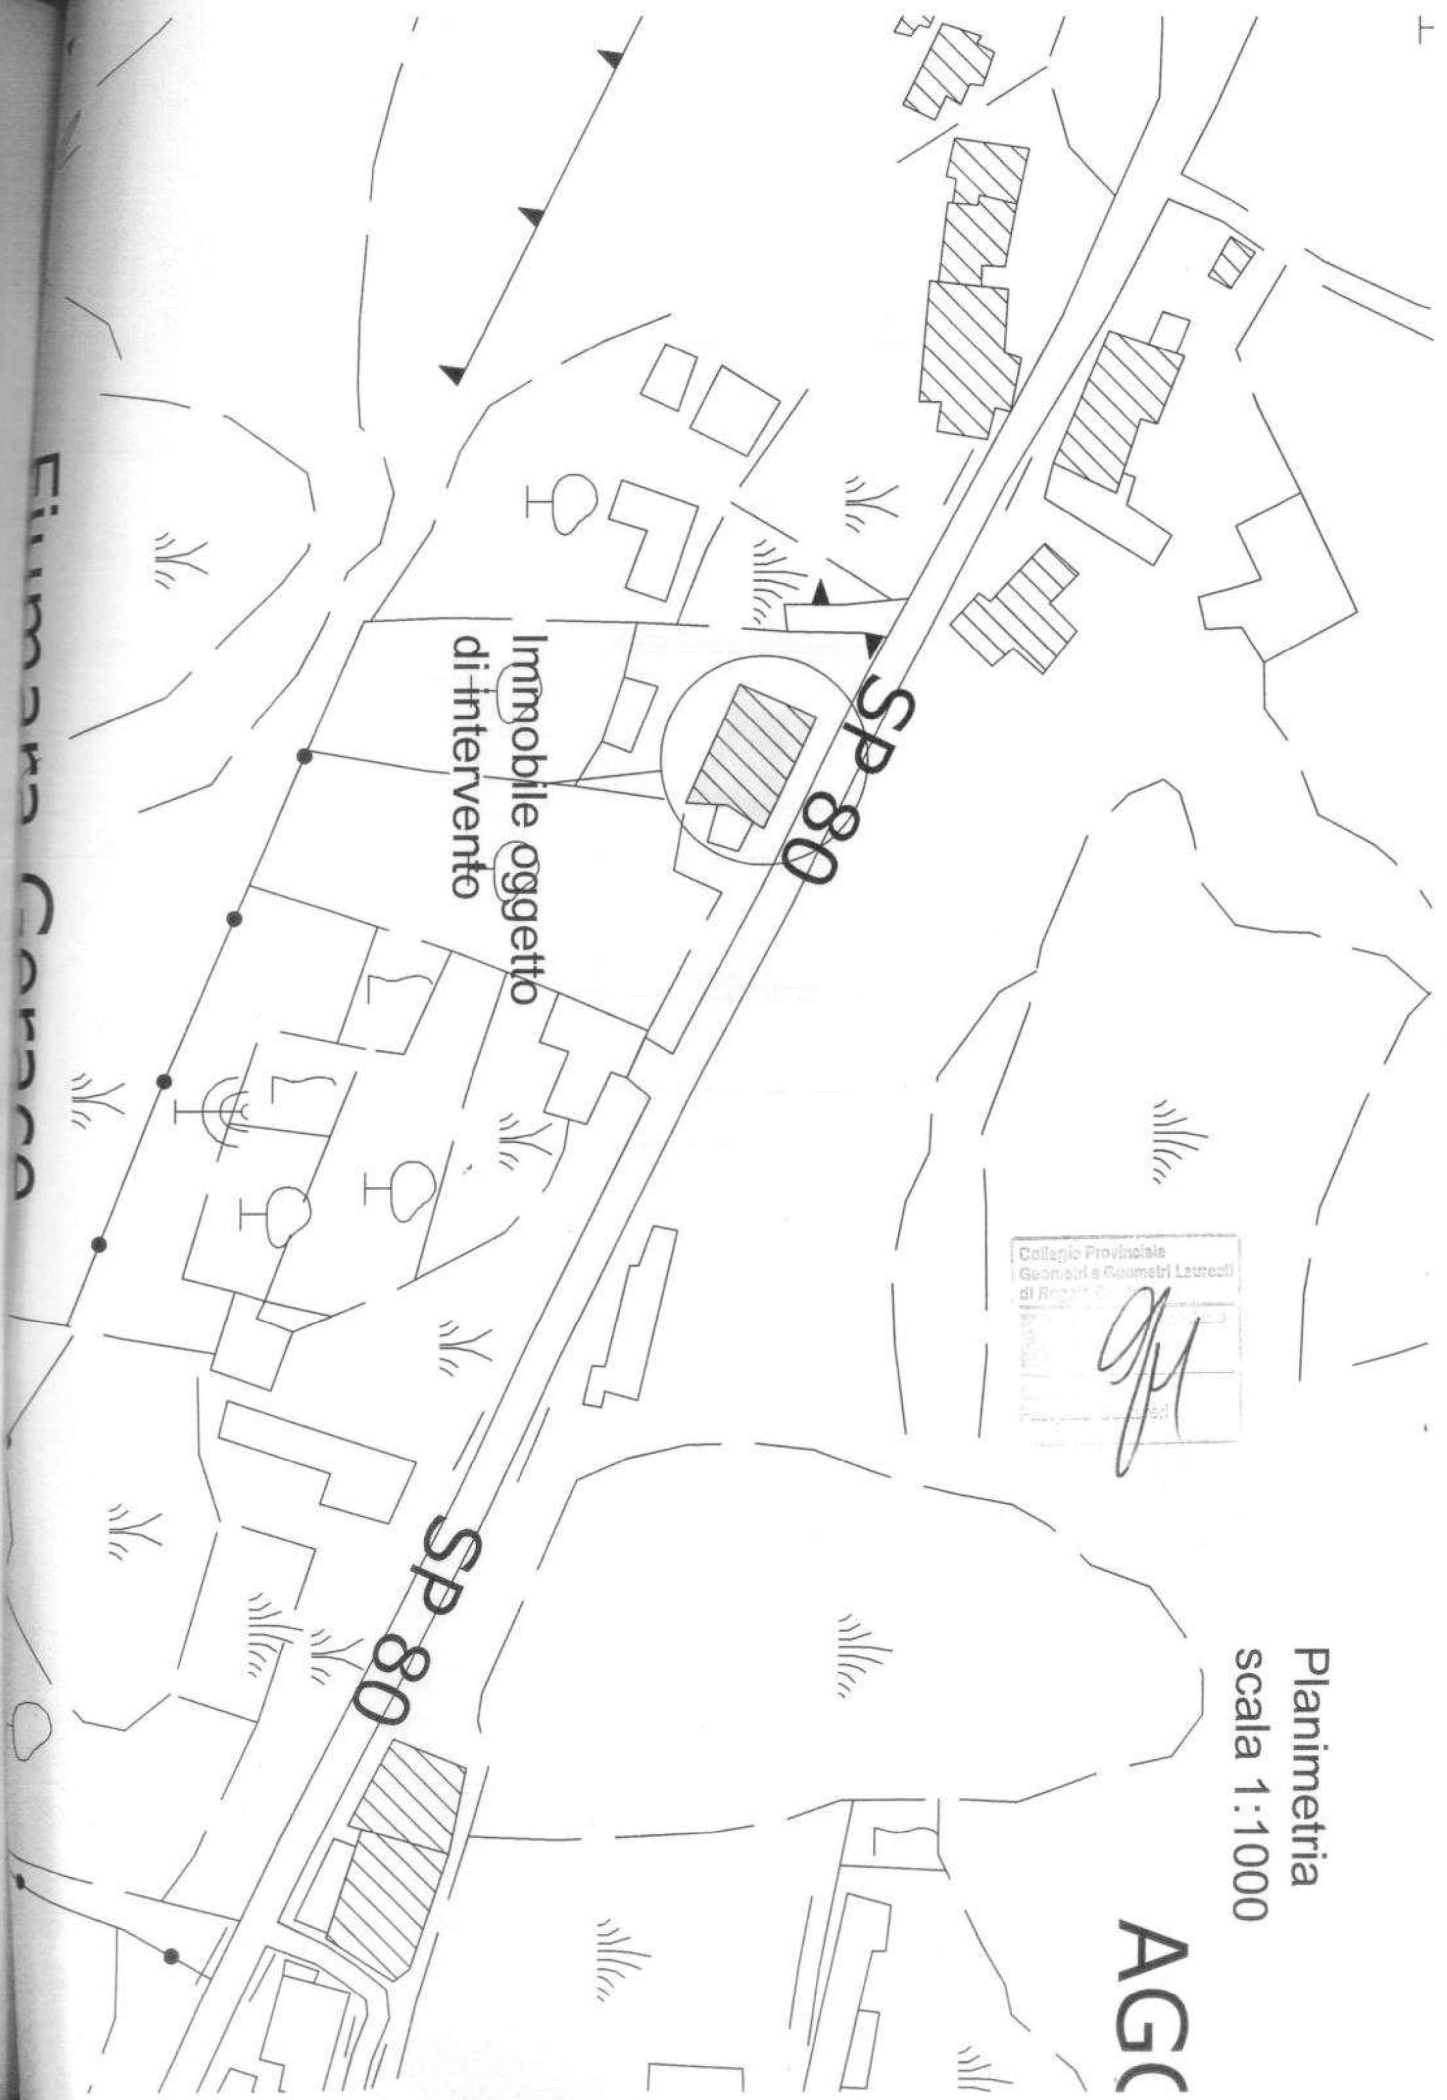 Planimetria
scala 1:1000
AG
SP 80
Immobile oggetto
di intervento
SP 80
Collegio Provinciale
Geometri e Geometri Laureati
di
Fiumara Gerace